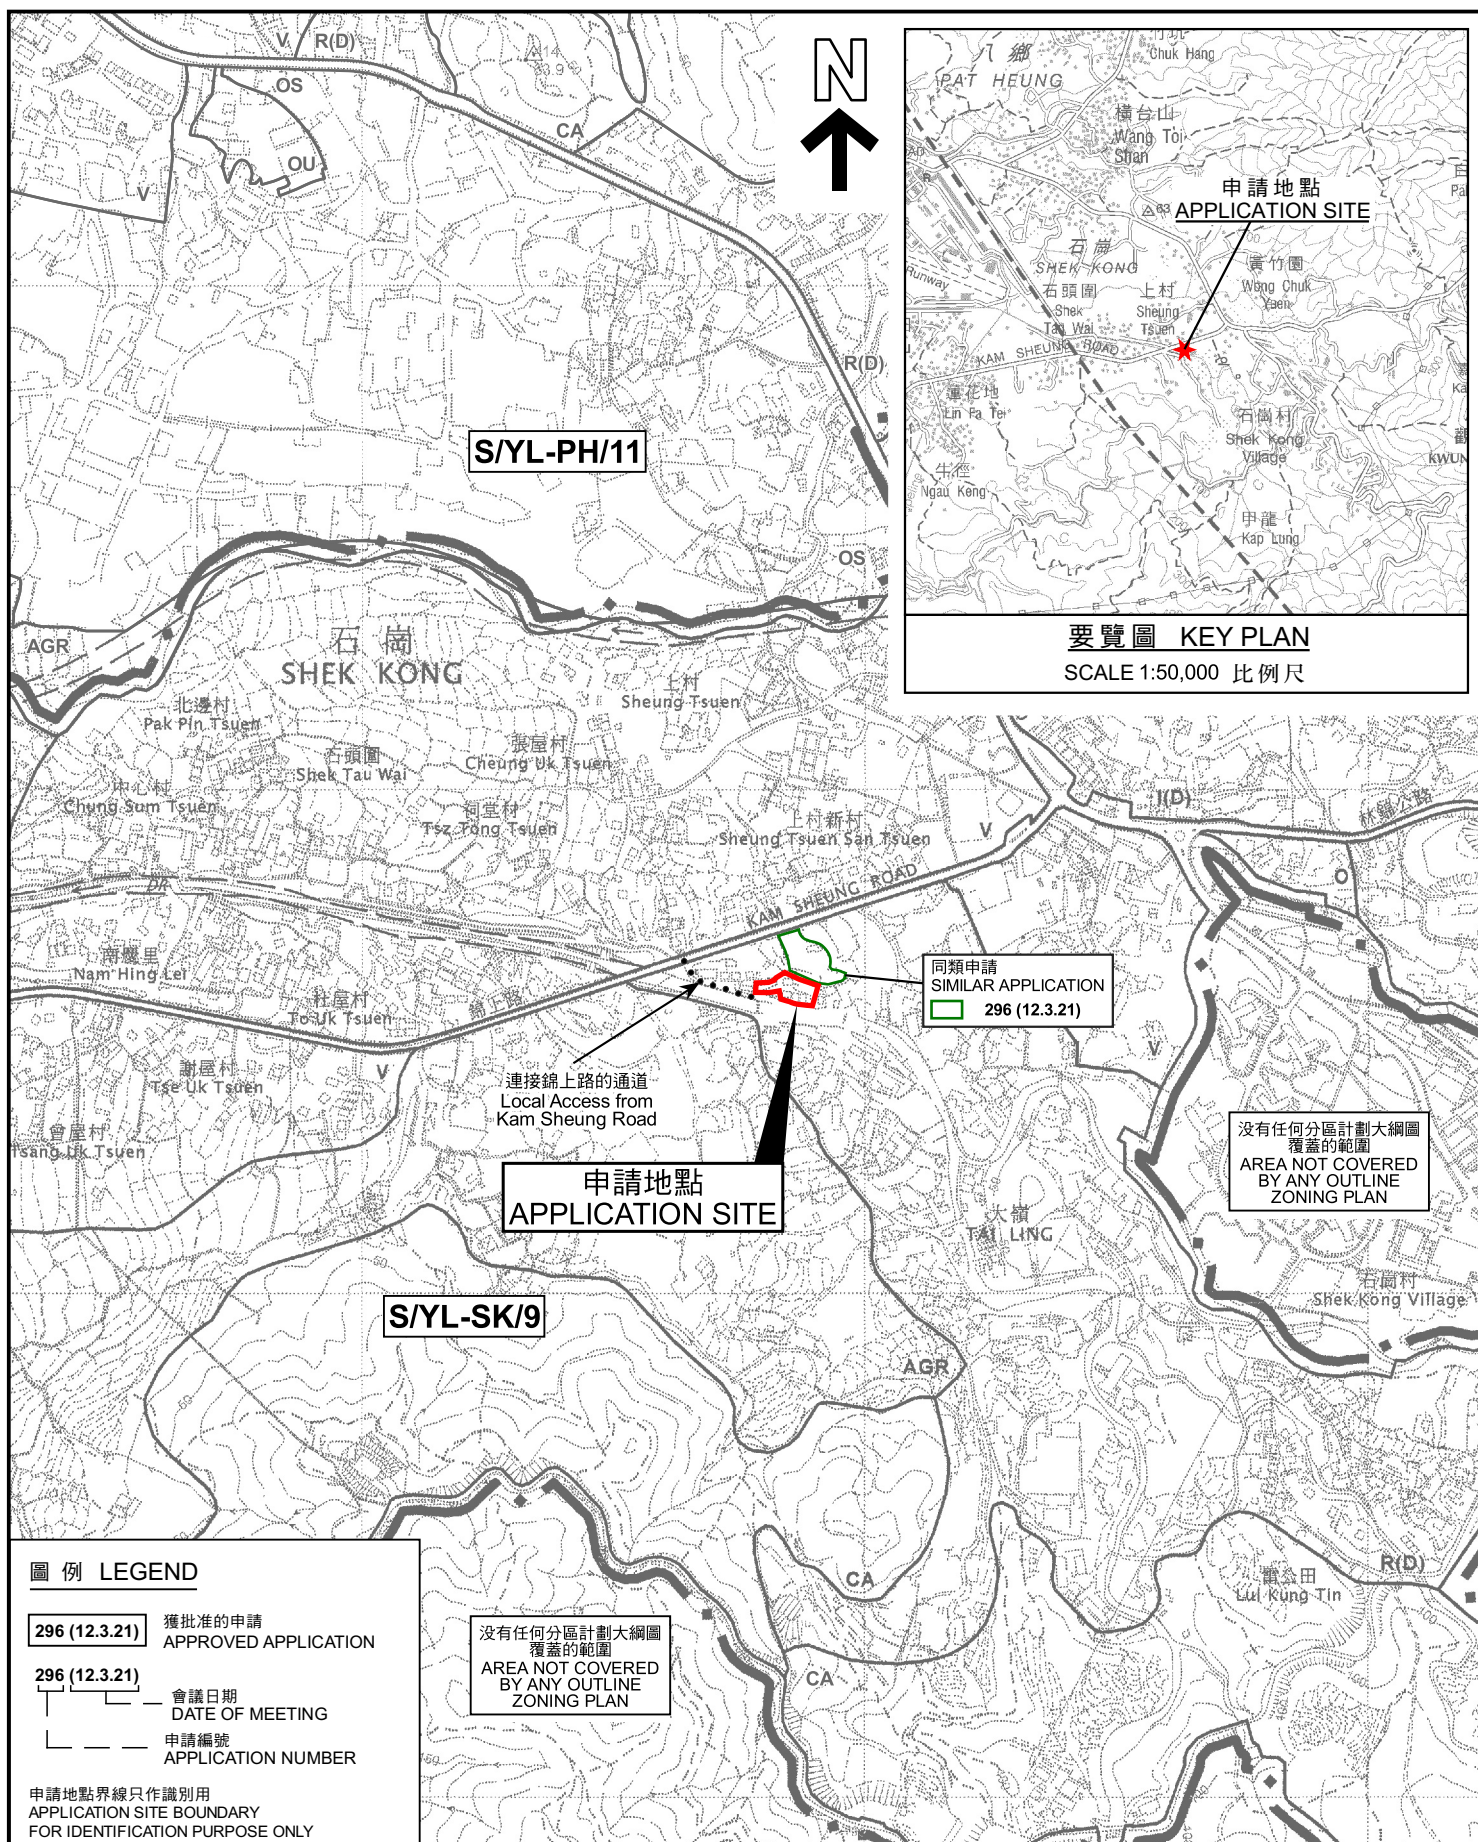 V
R(D)
OS
CA
OU
V
R(D)
N
S/YL-PH/11
OS
八鄉
PAT HEUNG
Chuk Hang
橫台山
Wang Toi
Shan
申請地點
APPLICATION SITE
63
石崗
SHEK KONG
黃竹園
Wong Chuk
Yuen
Runway
石頭圍
Shek
Tau Wai
上村
Sheung
Tsuen
KAM SHEUNG ROAD
蓮花地
Lin Fa Tei
石崗村
Shek Kong
Village
牛徑
Ngau Keng
KWUN
甲龍
Kap Lung
要覽圖 KEY PLAN
SCALE 1:50,000 比例尺
AGR
石崗
SHEK KONG
北邊村
Pak Pin Tsuen
上村
Sheung Tsuen
石頭圍
Shek Tau Wai
張屋村
Cheung Uk Tsuen
中心村
Chung Sum Tsuen
祠堂村
Tsz Tong Tsuen
上村新村
Sheung Tsuen San Tsuen
V
I(D)
林錦公路
O
DR
KAM SHEUNG ROAD
南慶里
Nam Hing Lei
杜屋村
To Uk Tsuen
錦上路
謝屋村
Tse Uk Tsuen
V
曾屋村
Tsang Uk Tsuen
同類申請
SIMILAR APPLICATION
296 (12.3.21)
V
連接錦上路的通道
Local Access from
Kam Sheung Road
申請地點
APPLICATION SITE
没有任何分區計劃大綱圖
覆蓋的範圍
AREA NOT COVERED
BY ANY OUTLINE
ZONING PLAN
大嶺
TAI LING
石崗村
Shek Kong Village
S/YL-SK/9
AGR
CA
R(D)
雷公田
Lui Kung Tin
CA
没有任何分區計劃大綱圖
覆蓋的範圍
AREA NOT COVERED
BY ANY OUTLINE
ZONING PLAN
圖例 LEGEND
296 (12.3.21)
獲批准的申請
APPROVED APPLICATION
296 (12.3.21)
會議日期
DATE OF MEETING
申請編號
APPLICATION NUMBER
申請地點界線只作識別用
APPLICATION SITE BOUNDARY
FOR IDENTIFICATION PURPOSE ONLY